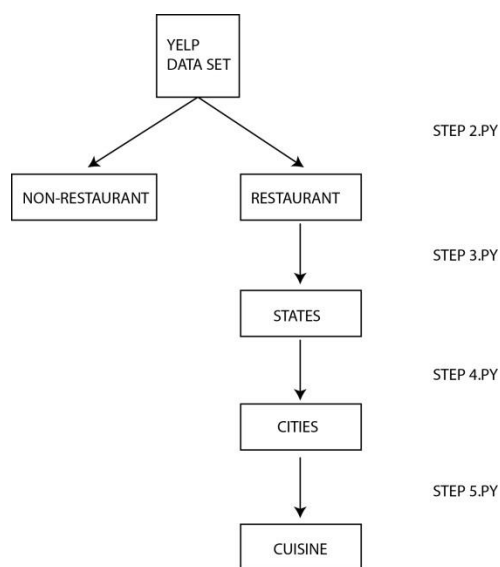 YELP
DATA SET
STEP 2.PY
NON-RESTAURANT
RESTAURANT
STEP 3.PY
STATES
STEP 4.PY
CITIES
STEP 5.PY
CUISINE